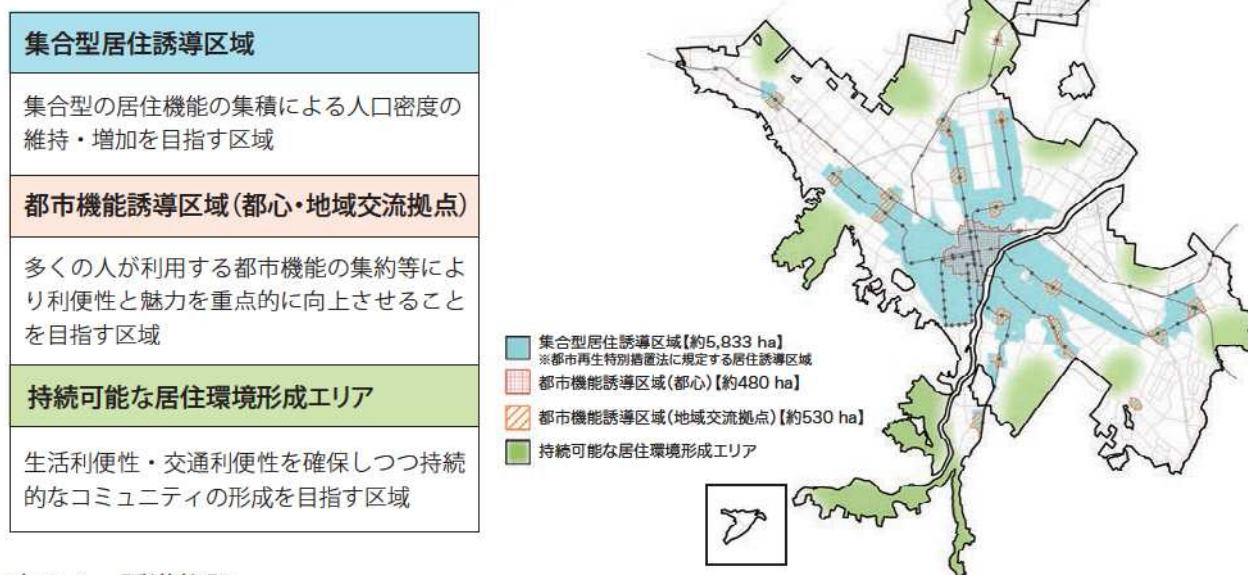 集合型居住誘導区域
集合型の居住機能の集積による人口密度の
維持・増加を目指す区域
都市機能誘導区域(都心・地域交流拠点)
多くの人が利用する都市機能の集約等によ
り利便性と魅力を重点的に向上させること
を目指す区域
持続可能な居住環境形成エリア
生活利便性・交通利便性を確保しつつ持続
的なコミュニティの形成を目指す区域
集合型居住誘導区域【約5,833 ha】
※都市再生特別措置法に規定する居住誘導区域
都市機能誘導区域(都心)【約480 ha】
都市機能誘導区域(地域交流拠点)【約530 ha】
持続可能な居住環境形成エリア